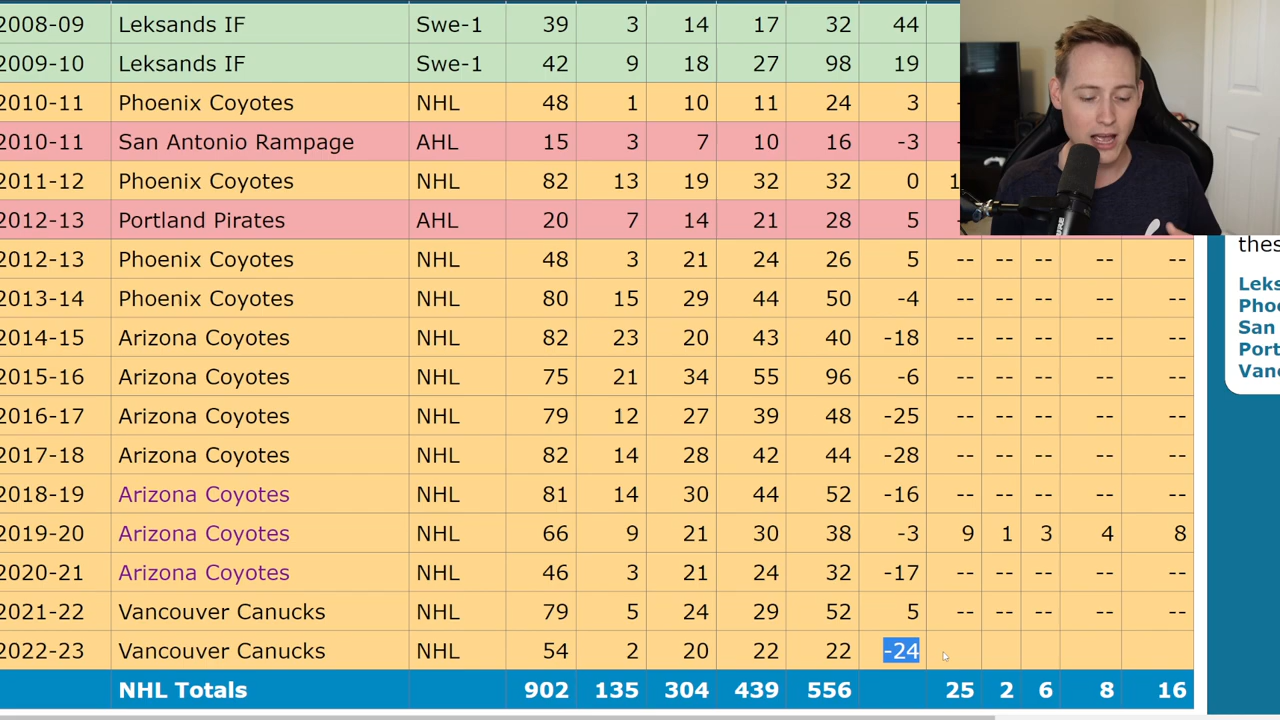 2008-09 Leksands IF Swe-1 39 3 14 17 32 44
2009-10 Leksands IF Swe-1 42 9 18 27 98 19
2010-11 Phoenix Coyotes NHL 48 1 10 11 24 3
2010-11 San Antonio Rampage AHL 15 3 7 10 16 -3
2011-12 Phoenix Coyotes NHL 82 13 19 32 32 0 1
2012-13 Portland Pirates AHL 20 7 14 21 28 5
2012-13 Phoenix Coyotes NHL 48 3 21 24 26 5 -- -- -- -- --
2013-14 Phoenix Coyotes NHL 80 15 29 44 50 -4 -- -- -- -- --
2014-15 Arizona Coyotes NHL 82 23 20 43 40 -18 -- -- -- -- --
2015-16 Arizona Coyotes NHL 75 21 34 55 96 -6 -- -- -- -- --
2016-17 Arizona Coyotes NHL 79 12 27 39 48 -25 -- -- -- -- --
2017-18 Arizona Coyotes NHL 82 14 28 42 44 -28 -- -- -- -- --
2018-19 Arizona Coyotes NHL 81 14 30 44 52 -16 -- -- -- -- --
2019-20 Arizona Coyotes NHL 66 9 21 30 38 -3 9 1 3 4 8
2020-21 Arizona Coyotes NHL 46 3 21 24 32 -17 -- -- -- -- --
2021-22 Vancouver Canucks NHL 79 5 24 29 52 5 -- -- -- -- --
2022-23 Vancouver Canucks NHL 54 2 20 22 22 -24
NHL Totals 902 135 304 439 556 25 2 6 8 16
thes
Leks
Phoe
San
Port
Vanc